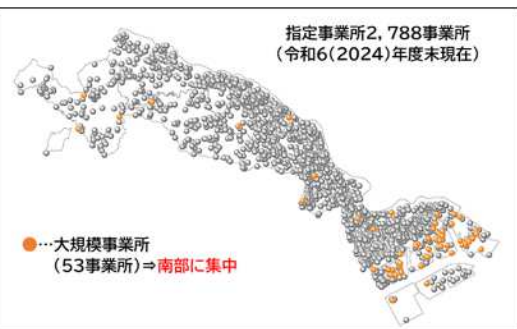 指定事業所2,788事業所
(令和6(2024)年度末現在)
●…大規模事業所
(53事業所)⇒南部に集中